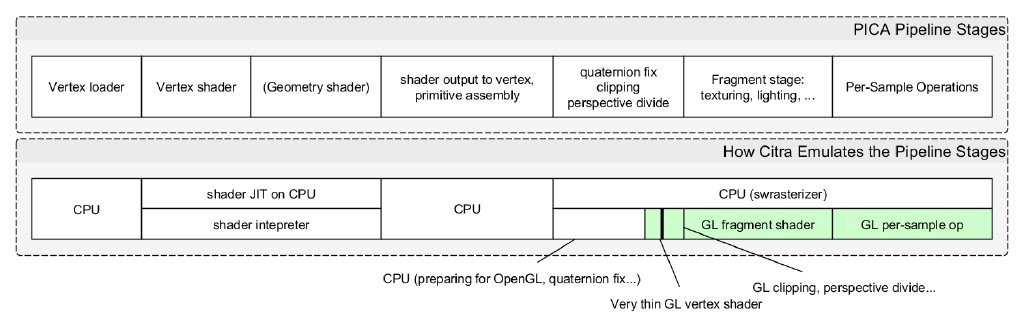 PICA Pipeline Stages
Vertex loader
Vertex shader
(Geometry shader)
shader output to vertex,
primitive assembly
quaternion fix
clipping
perspective divide
Fragment stage:
texturing, lighting, ...
Per-Sample Operations
How Citra Emulates the Pipeline Stages
CPU
shader JIT on CPU
shader intepreter
CPU
CPU (swrasterizer)
GL fragment shader
GL per-sample op
CPU (preparing for OpenGL, quaternion fix...)
GL clipping, perspective divide...
Very thin GL vertex shader